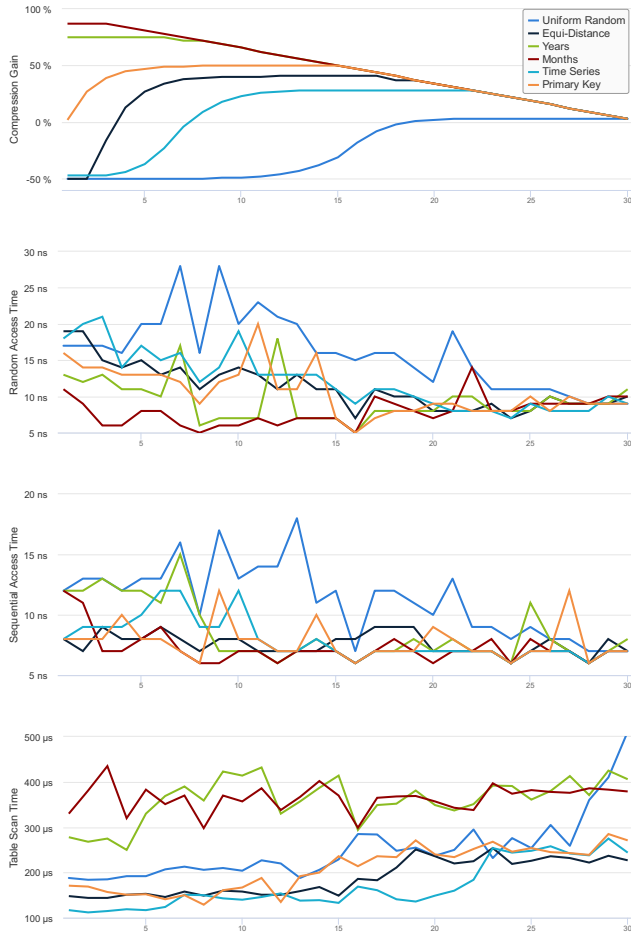 100 %
50 %
0 %
-50 %
Compression Gain
Uniform Random
Equi-Distance
Years
Months
Time Series
Primary Key
5
10
15
20
25
30
30 ns
25 ns
20 ns
15 ns
10 ns
5 ns
Random Access Time
5
10
15
20
25
30
20 ns
15 ns
10 ns
5 ns
Sequential Access Time
5
10
15
20
25
30
500 µs
400 µs
300 µs
200 µs
100 µs
Table Scan Time
5
10
15
20
25
30